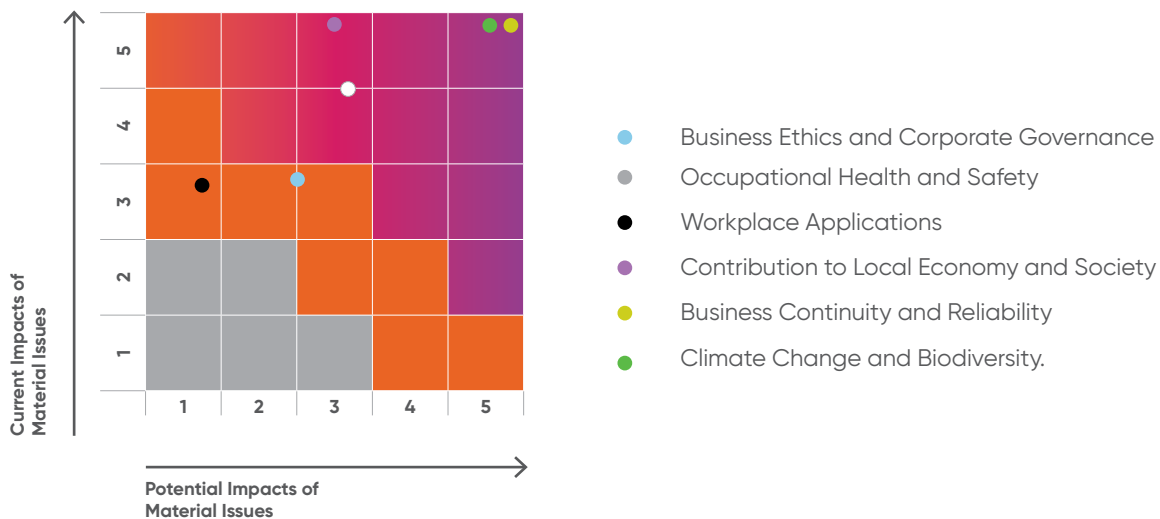 5
4
3
2
1
Current Impacts of
Material Issues
1 2 3 4 5
Potential Impacts of
Material Issues
Business Ethics and Corporate Governance
Occupational Health and Safety
Workplace Applications
Contribution to Local Economy and Society
Business Continuity and Reliability
Climate Change and Biodiversity.